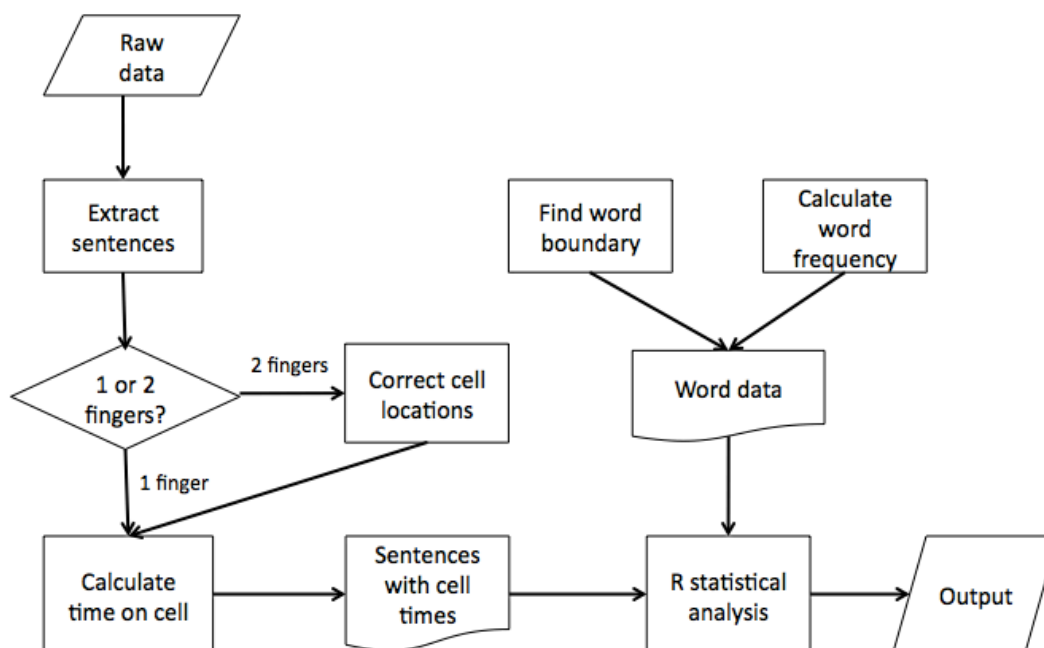 Raw
data
Extract
sentences
Find word
boundary
Calculate
word
frequency
1 or 2
fingers?
2 fingers
Correct cell
locations
Word data
1 finger
Calculate
time on cell
Sentences
with cell
times
R statistical
analysis
Output